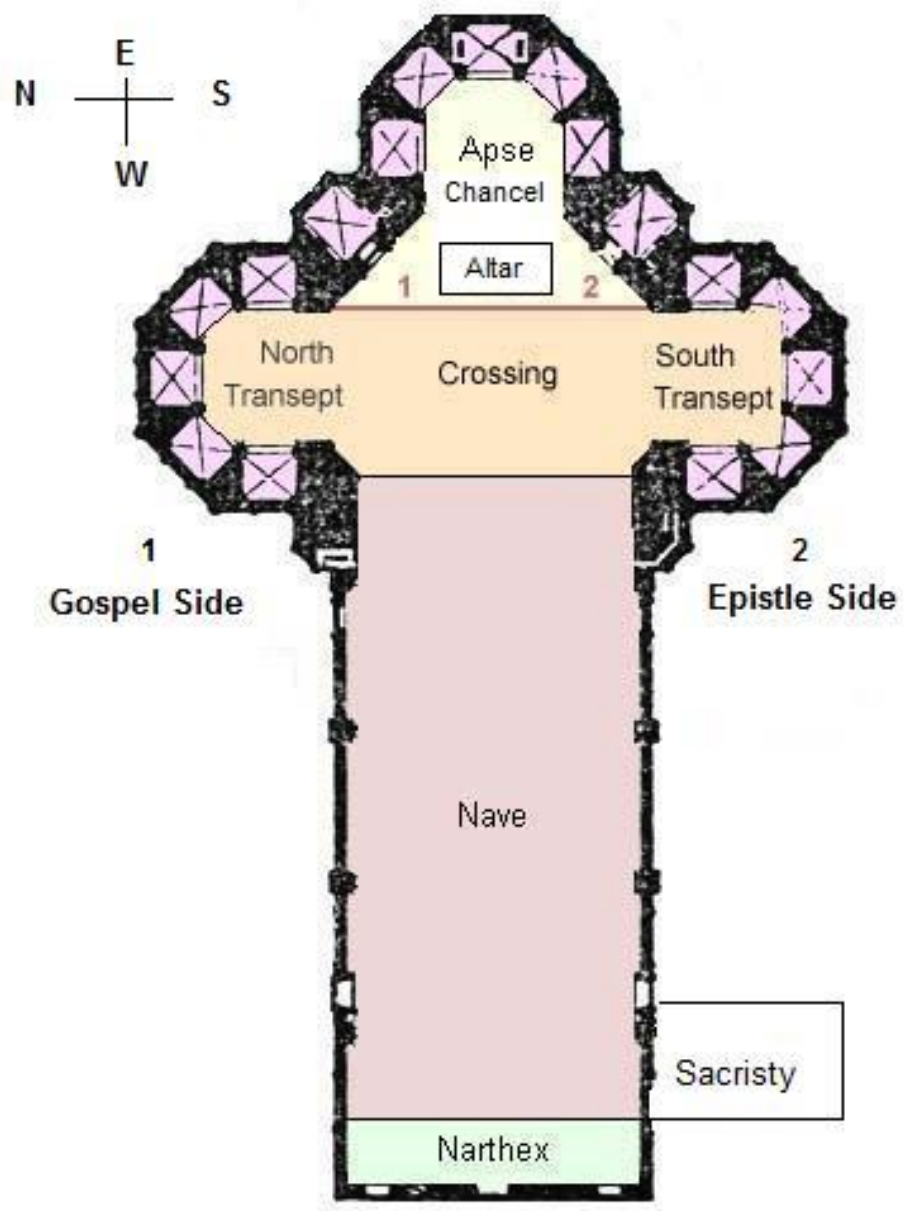 E
N S
W
Apse
Chancel
Altar
1 2
North
Transept
Crossing
South
Transept
1
Gospel Side
2
Epistle Side
Nave
Sacristy
Narthex